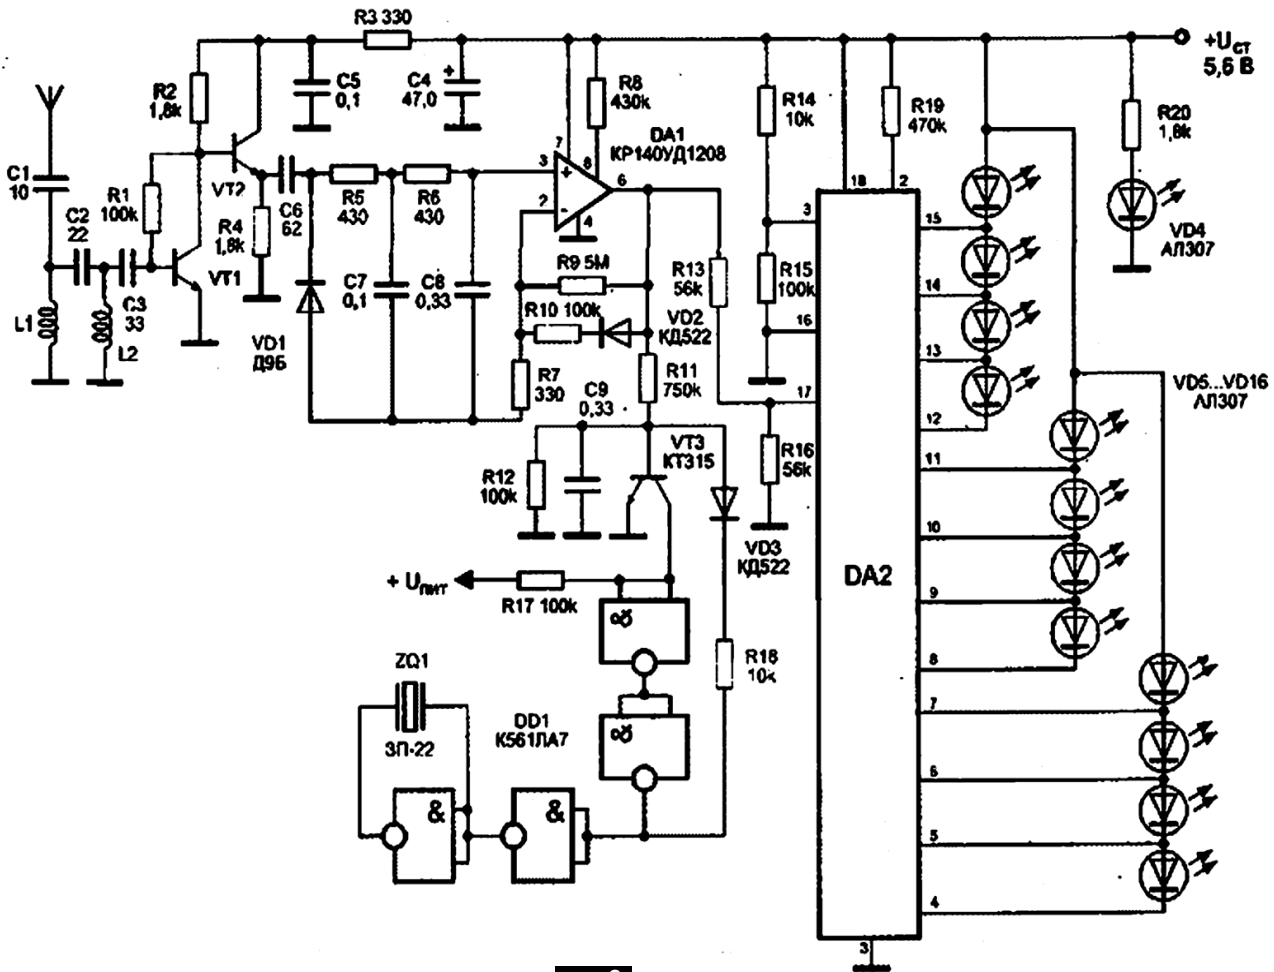 R3 330
+U ст
5,6 В
R2
1,8k
C5
0,1
C4
+
47,0
R8
430k
R14
10k
R19
470k
R20
1,8k
DA1
КР140УД1208
C1
10
R1
100k
VT2
C6
62
R5
430
R6
430
3
+
7
8
6
2
-
4
18
2
3
15
VD4
АЛ307
C2
22
R4
1,8k
VT1
C3
33
L1
L2
VD1
Д9Б
C7
0,1
C8
0,33
R9 5M
R10 100k
VD2
КД522
R13
56k
R15
100k
16
14
13
R7
330
C9
0,33
R11
750k
17
12
VD5...VD16
АЛ307
R12
100k
VT3
КТ315
R16
56k
11
10
VD3
КД522
DA2
+ Uпит
R17 100k
9
&
R18
10k
8
ZQ1
ЗП-22
DD1
К561ЛА7
&
7
6
&
&
5
4
3